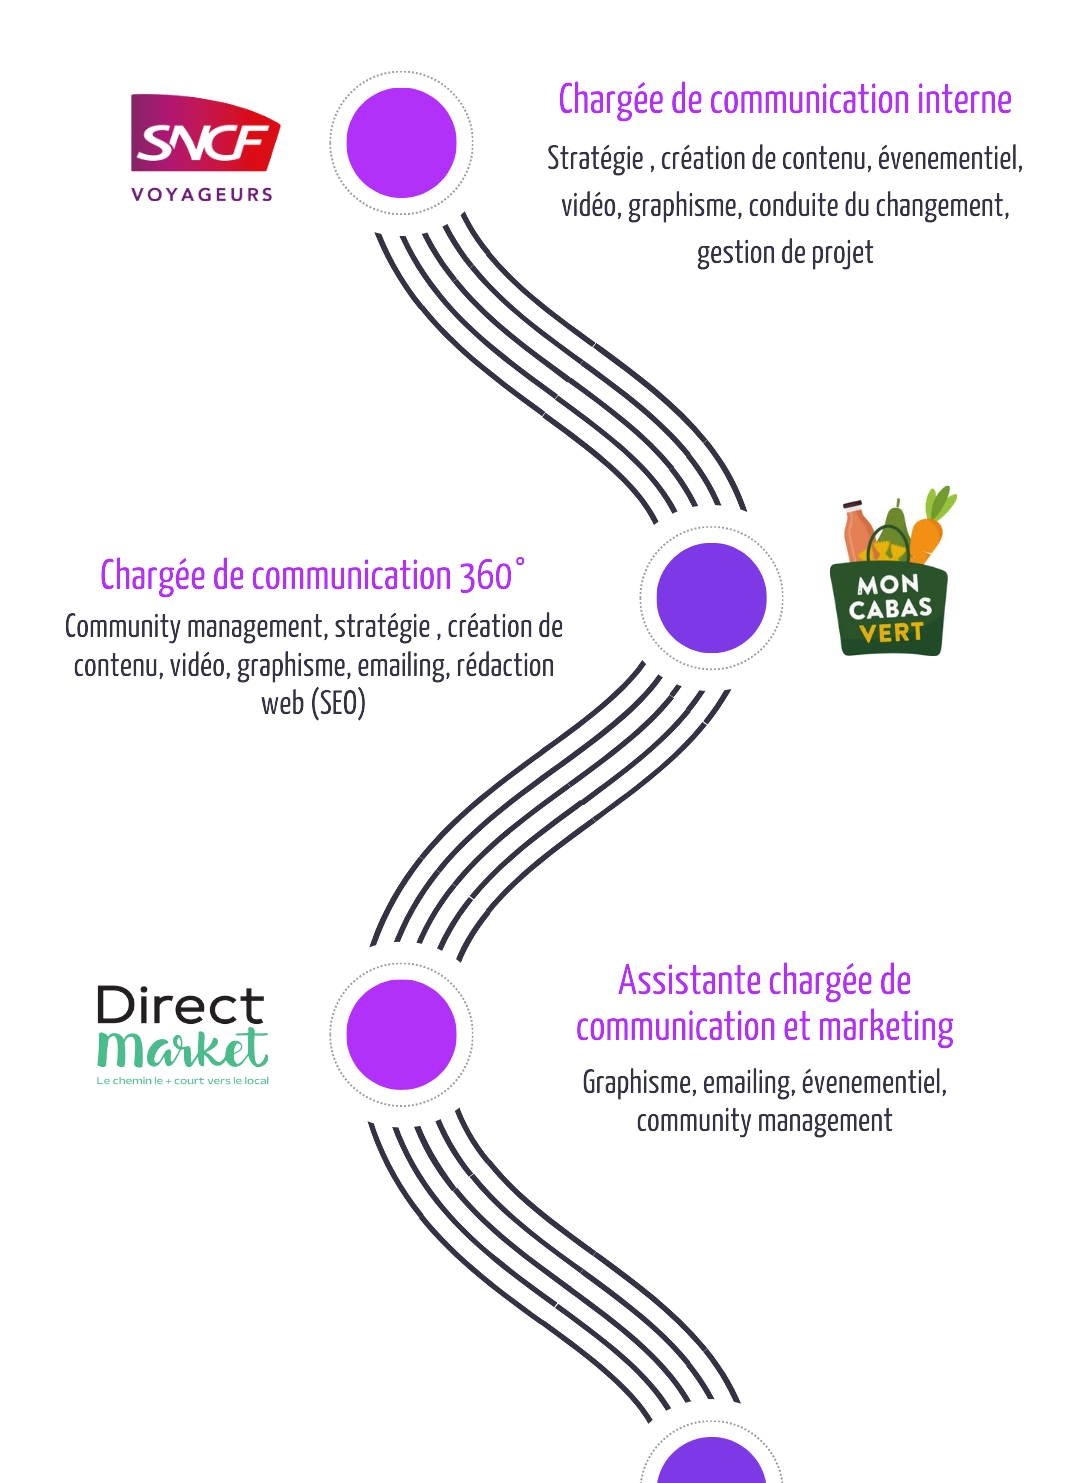 SNCF
VOYAGEURS
Chargée de communication interne
Stratégie , création de contenu, évenementiel,
vidéo, graphisme, conduite du changement,
gestion de projet
MON
CABAS
VERT
Chargée de communication 360°
Community management, stratégie , création de
contenu, vidéo, graphisme, emailing, rédaction
web (SEO)
Direct
market
Le chemin le + court vers le local
Assistante chargée de
communication et marketing
Graphisme, emailing, évenementiel,
community management